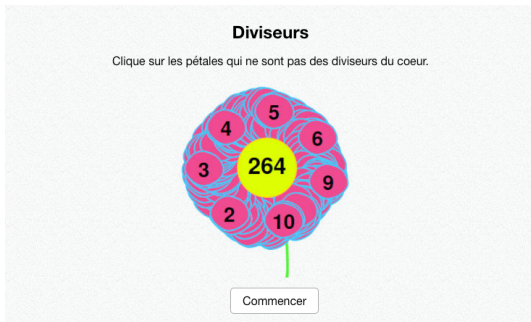 Diviseurs
Clique sur les pétales qui ne sont pas des diviseurs du coeur.
5
4
6
264
3
9
2
10
Commencer